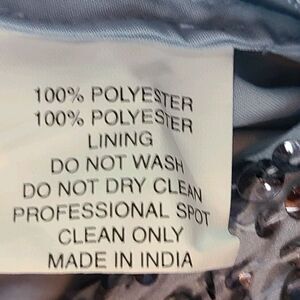 100% POLYESTER
100% POLYESTER
LINING
DO NOT WASH
DO NOT DRY CLEAN
PROFESSIONAL SPOT
CLEAN ONLY
MADE IN INDIA